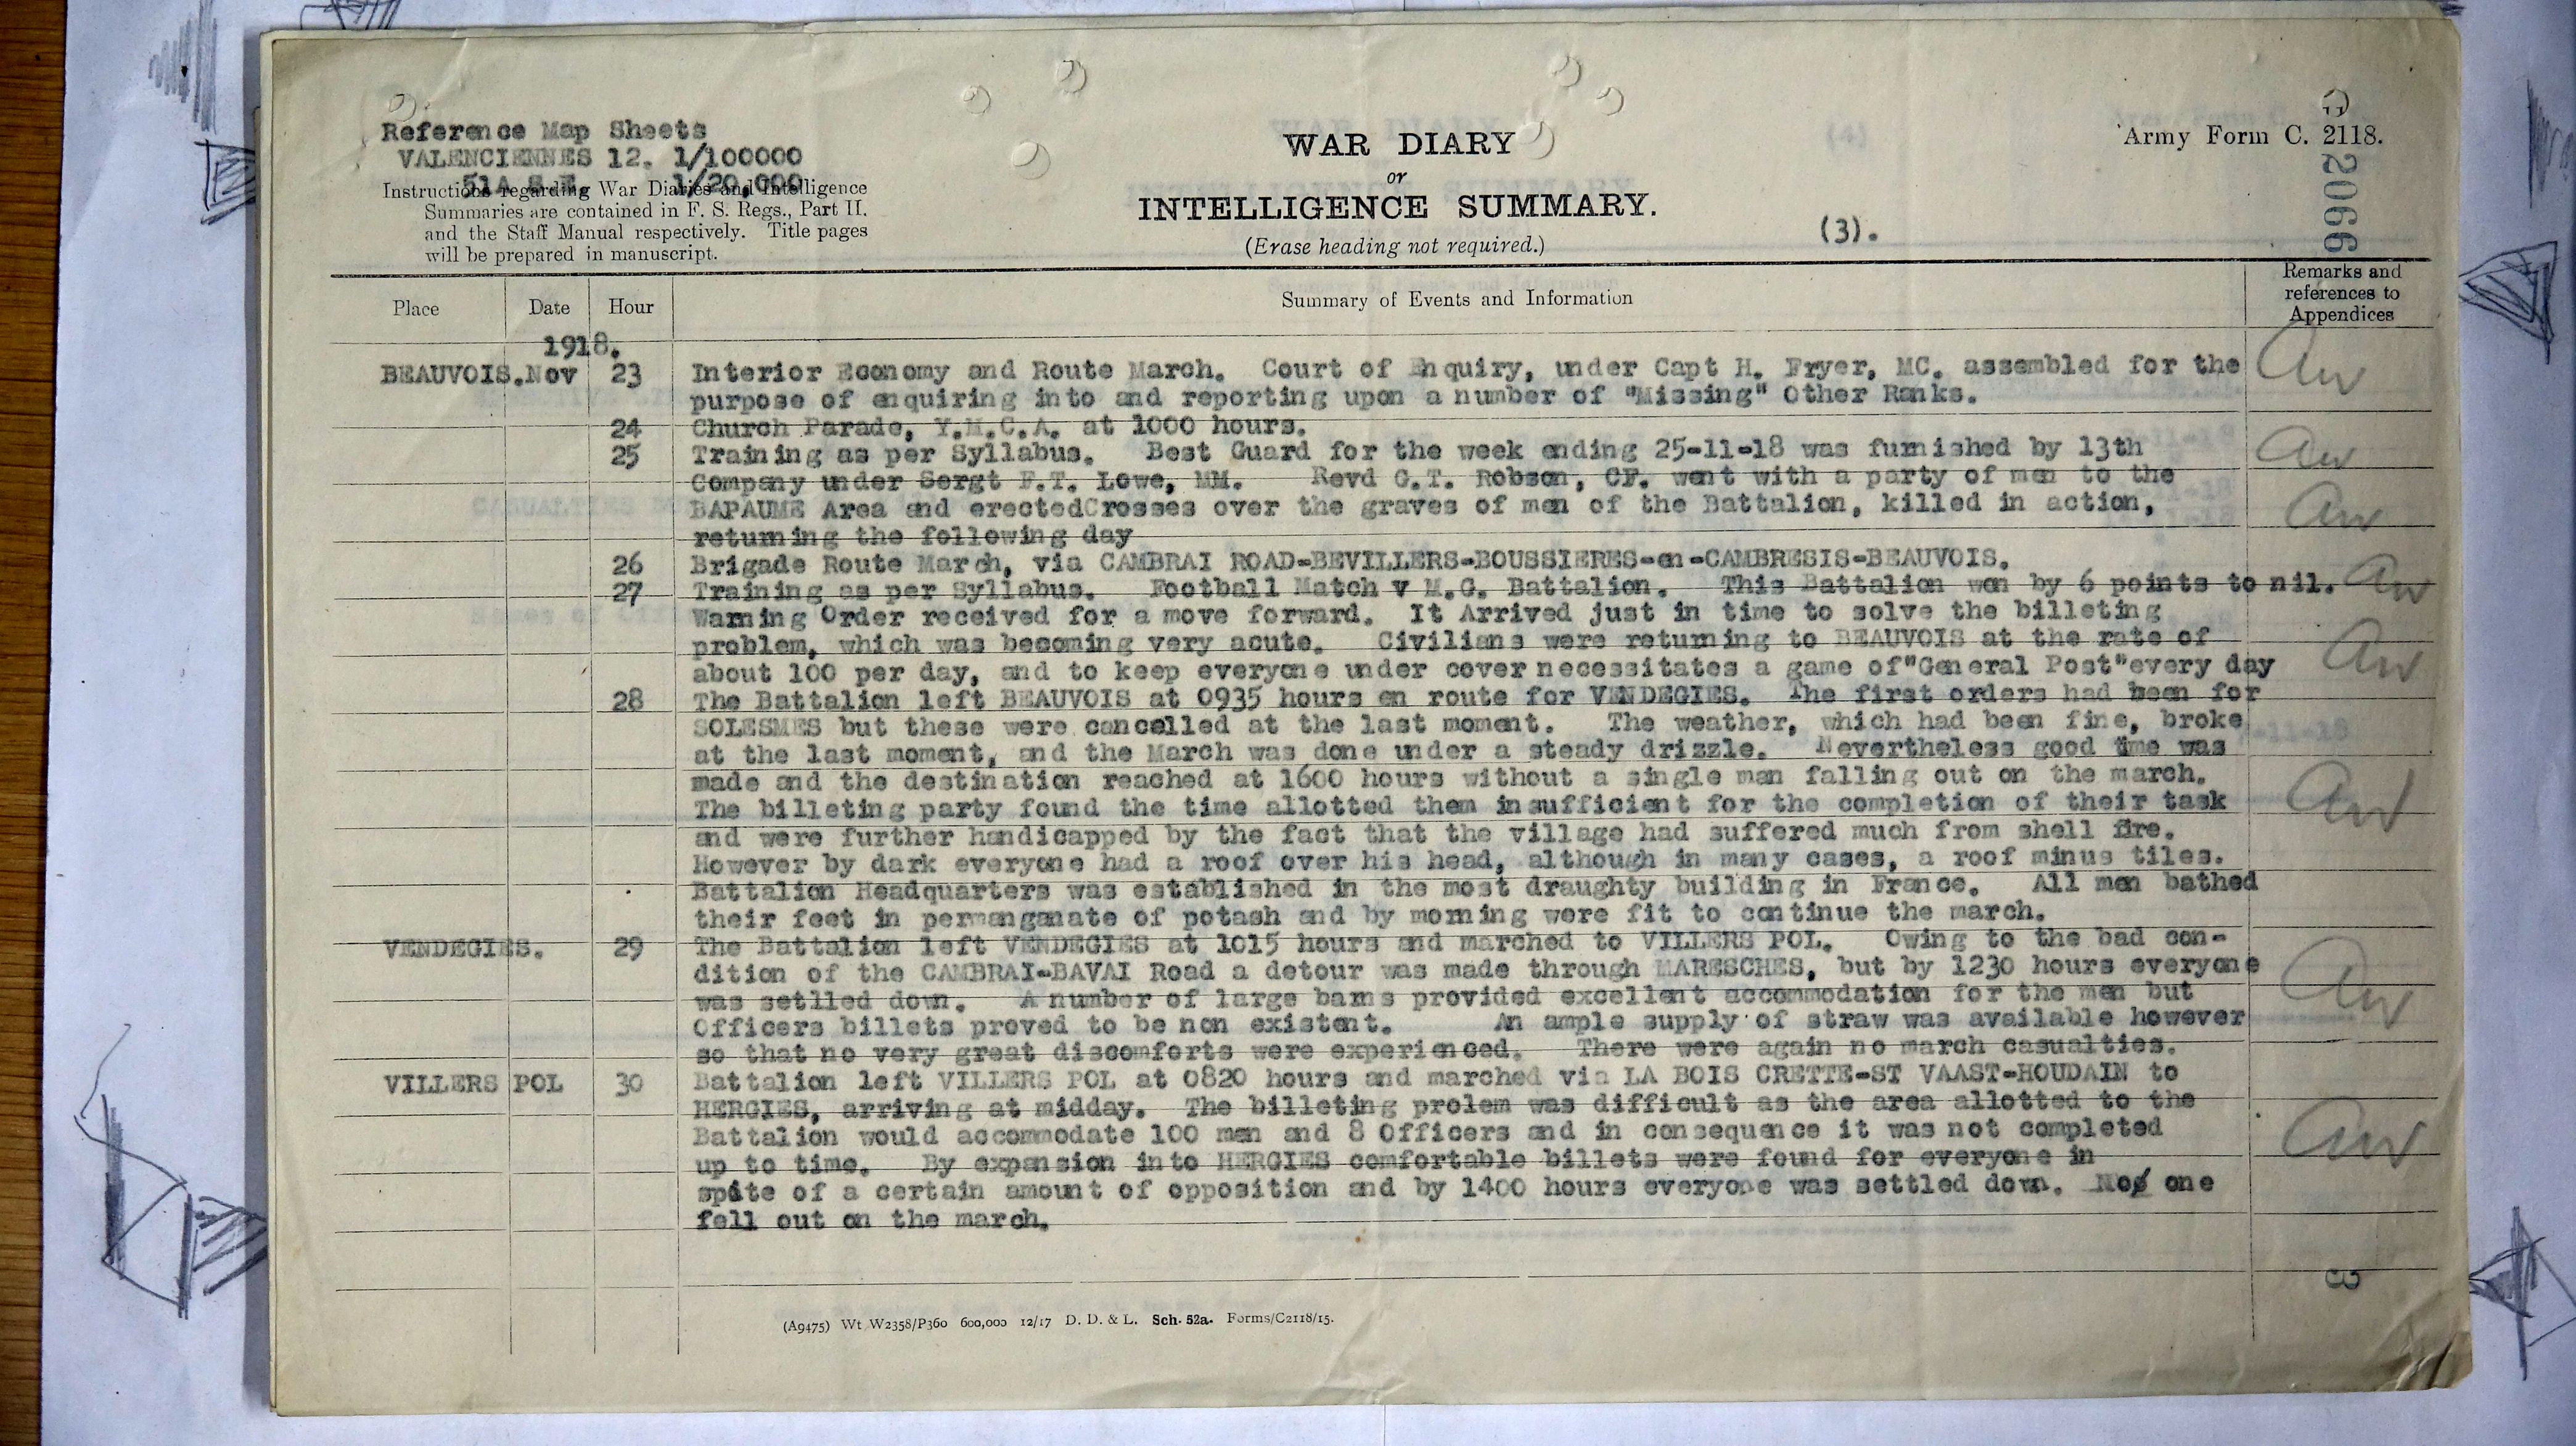 Reference Map Sheets
VALENCIENNES 12. 1/100000
51A S.E. 1/20,000
Instructions regarding War Diaries and Intelligence
Summaries are contained in F. S. Regs., Part II.
and the Staff Manual respectively. Title pages
will be prepared in manuscript.
WAR DIARY
or
INTELLIGENCE SUMMARY.
(Erase heading not required.)
(3).
Army Form C. 2118.
2066
Place Date Hour Summary of Events and Information Remarks and references to Appendices
1918.
BEAUVOIS. Nov 23 Interior Economy and Route March. Court of Enquiry, under Capt H. Fryer, MC. assembled for the
purpose of enquiring into and reporting upon a number of "Missing" Other Ranks.
24 Church Parade, Y.M.C.A. at 1000 hours.
25 Training as per Syllabus. Best Guard for the week ending 25-11-18 was furnished by 13th
Company under Sergt F.T. Lowe, MM. Revd G.T. Robson, CF. went with a party of men to the
BAPAUME Area and erectedCrosses over the graves of men of the Battalion, killed in action,
returning the following day
26 Brigade Route March, via CAMBRAI ROAD-BEVILLERS-BOUSSIERES-en-CAMBRESIS-BEAUVOIS.
27 Training as per Syllabus. Football Match v M.G. Battalion. This Battalion won by 6 points to nil.
Warning Order received for a move forward. It Arrived just in time to solve the billeting
problem, which was becoming very acute. Civilians were returning to BEAUVOIS at the rate of
about 100 per day, and to keep everyone under cover necessitates a game of"General Post"every day
28 The Battalion left BEAUVOIS at 0935 hours en route for VENDEGIES. The first orders had been for
SOLESMES but these were cancelled at the last moment. The weather, which had been fine, broke
at the last moment, and the March was done under a steady drizzle. Nevertheless good time was
made and the destination reached at 1600 hours without a single man falling out on the march.
The billeting party found the time allotted them insufficient for the completion of their task
and were further handicapped by the fact that the village had suffered much from shell fire.
However by dark everyone had a roof over his head, although in many cases, a roof minus tiles.
Battalion Headquarters was established in the most draughty building in France. All men bathed
their feet in permanganate of potash and by morning were fit to continue the march.
VENDEGIES. 29 The Battalion left VENDEGIES at 1015 hours and marched to VILLERS POL. Owing to the bad con-
dition of the CAMBRAI-BAVAI Road a detour was made through MARESCHES, but by 1230 hours everyone
was setlled down. A number of large barns provided excellent accommodation for the men but
Officers billets proved to be non existent. An ample supply of straw was available however
so that no very great discomforts were experienced. There were again no march casualties.
VILLERS POL 30 Battalion left VILLERS POL at 0820 hours and marched via LA BOIS CRETTE-ST VAAST-HOUDAIN to
HERGIES, arriving at midday. The billeting prolem was difficult as the area allotted to the
Battalion would accommodate 100 men and 8 Officers and in consequence it was not completed
up to time. By expansion into HERGIES comfortable billets were found for everyone in
spite of a certain amount of opposition and by 1400 hours everyone was settled down. No one
fell out on the march.
3
(A9475) Wt W2358/P360 600,000 12/17 D. D. & L. Sch. 52a. Forms/C2118/15.